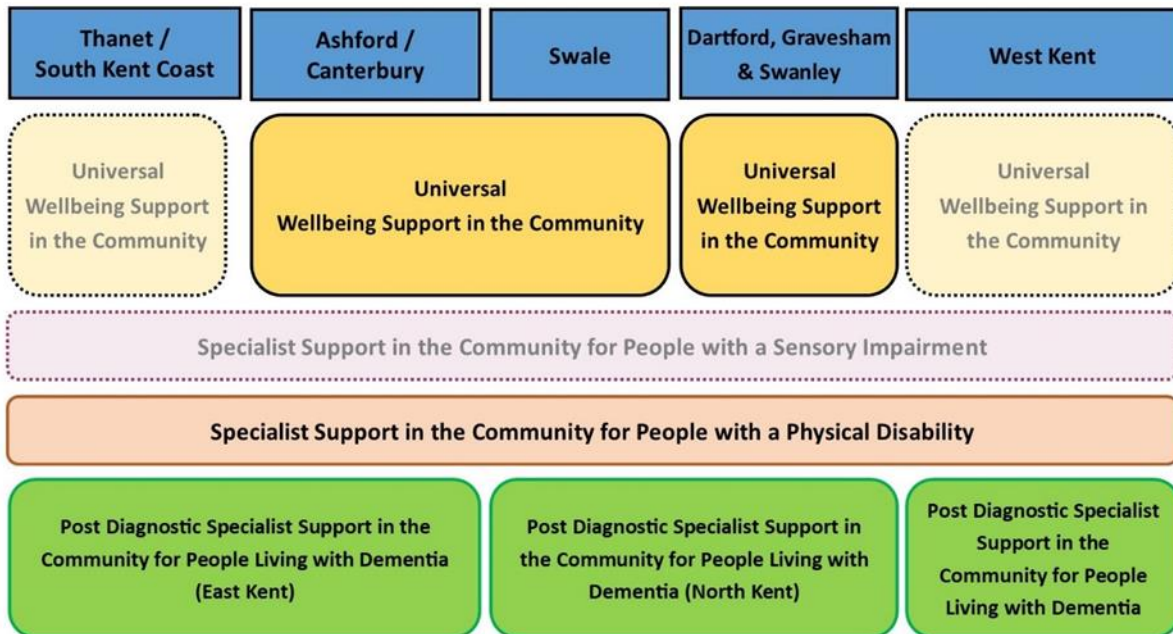 Thanet /
South Kent Coast
Ashford /
Canterbury
Swale
Dartford, Gravesham
& Swanley
West Kent
Universal
Wellbeing Support
in the Community
Universal
Wellbeing Support in the Community
Universal
Wellbeing Support
in the Community
Universal
Wellbeing Support in
the Community
Specialist Support in the Community for People with a Sensory Impairment
Specialist Support in the Community for People with a Physical Disability
Post Diagnostic Specialist Support in the
Community for People Living with Dementia
(East Kent)
Post Diagnostic Specialist Support in
the Community for People Living with
Dementia (North Kent)
Post Diagnostic Specialist
Support in the
Community for People
Living with Dementia